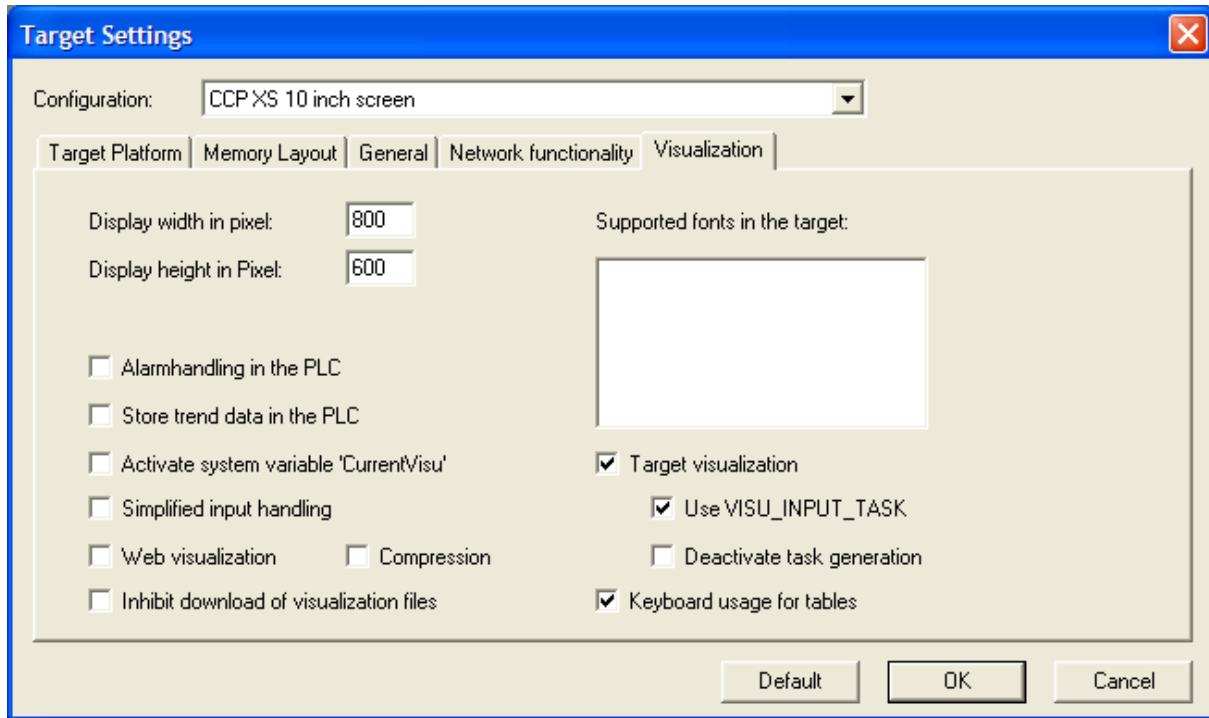 Target Settings
Configuration: CCP XS 10 inch screen
Target Platform Memory Layout General Network functionality Visualization
Display width in pixel: 800 Supported fonts in the target:
Display height in Pixel: 600
Alarmhandling in the PLC
Store trend data in the PLC
Activate system variable 'CurrentVisu' Target visualization
Simplified input handling Use VISU_INPUT_TASK
Web visualization Compression Deactivate task generation
Inhibit download of visualization files Keyboard usage for tables
Default OK Cancel